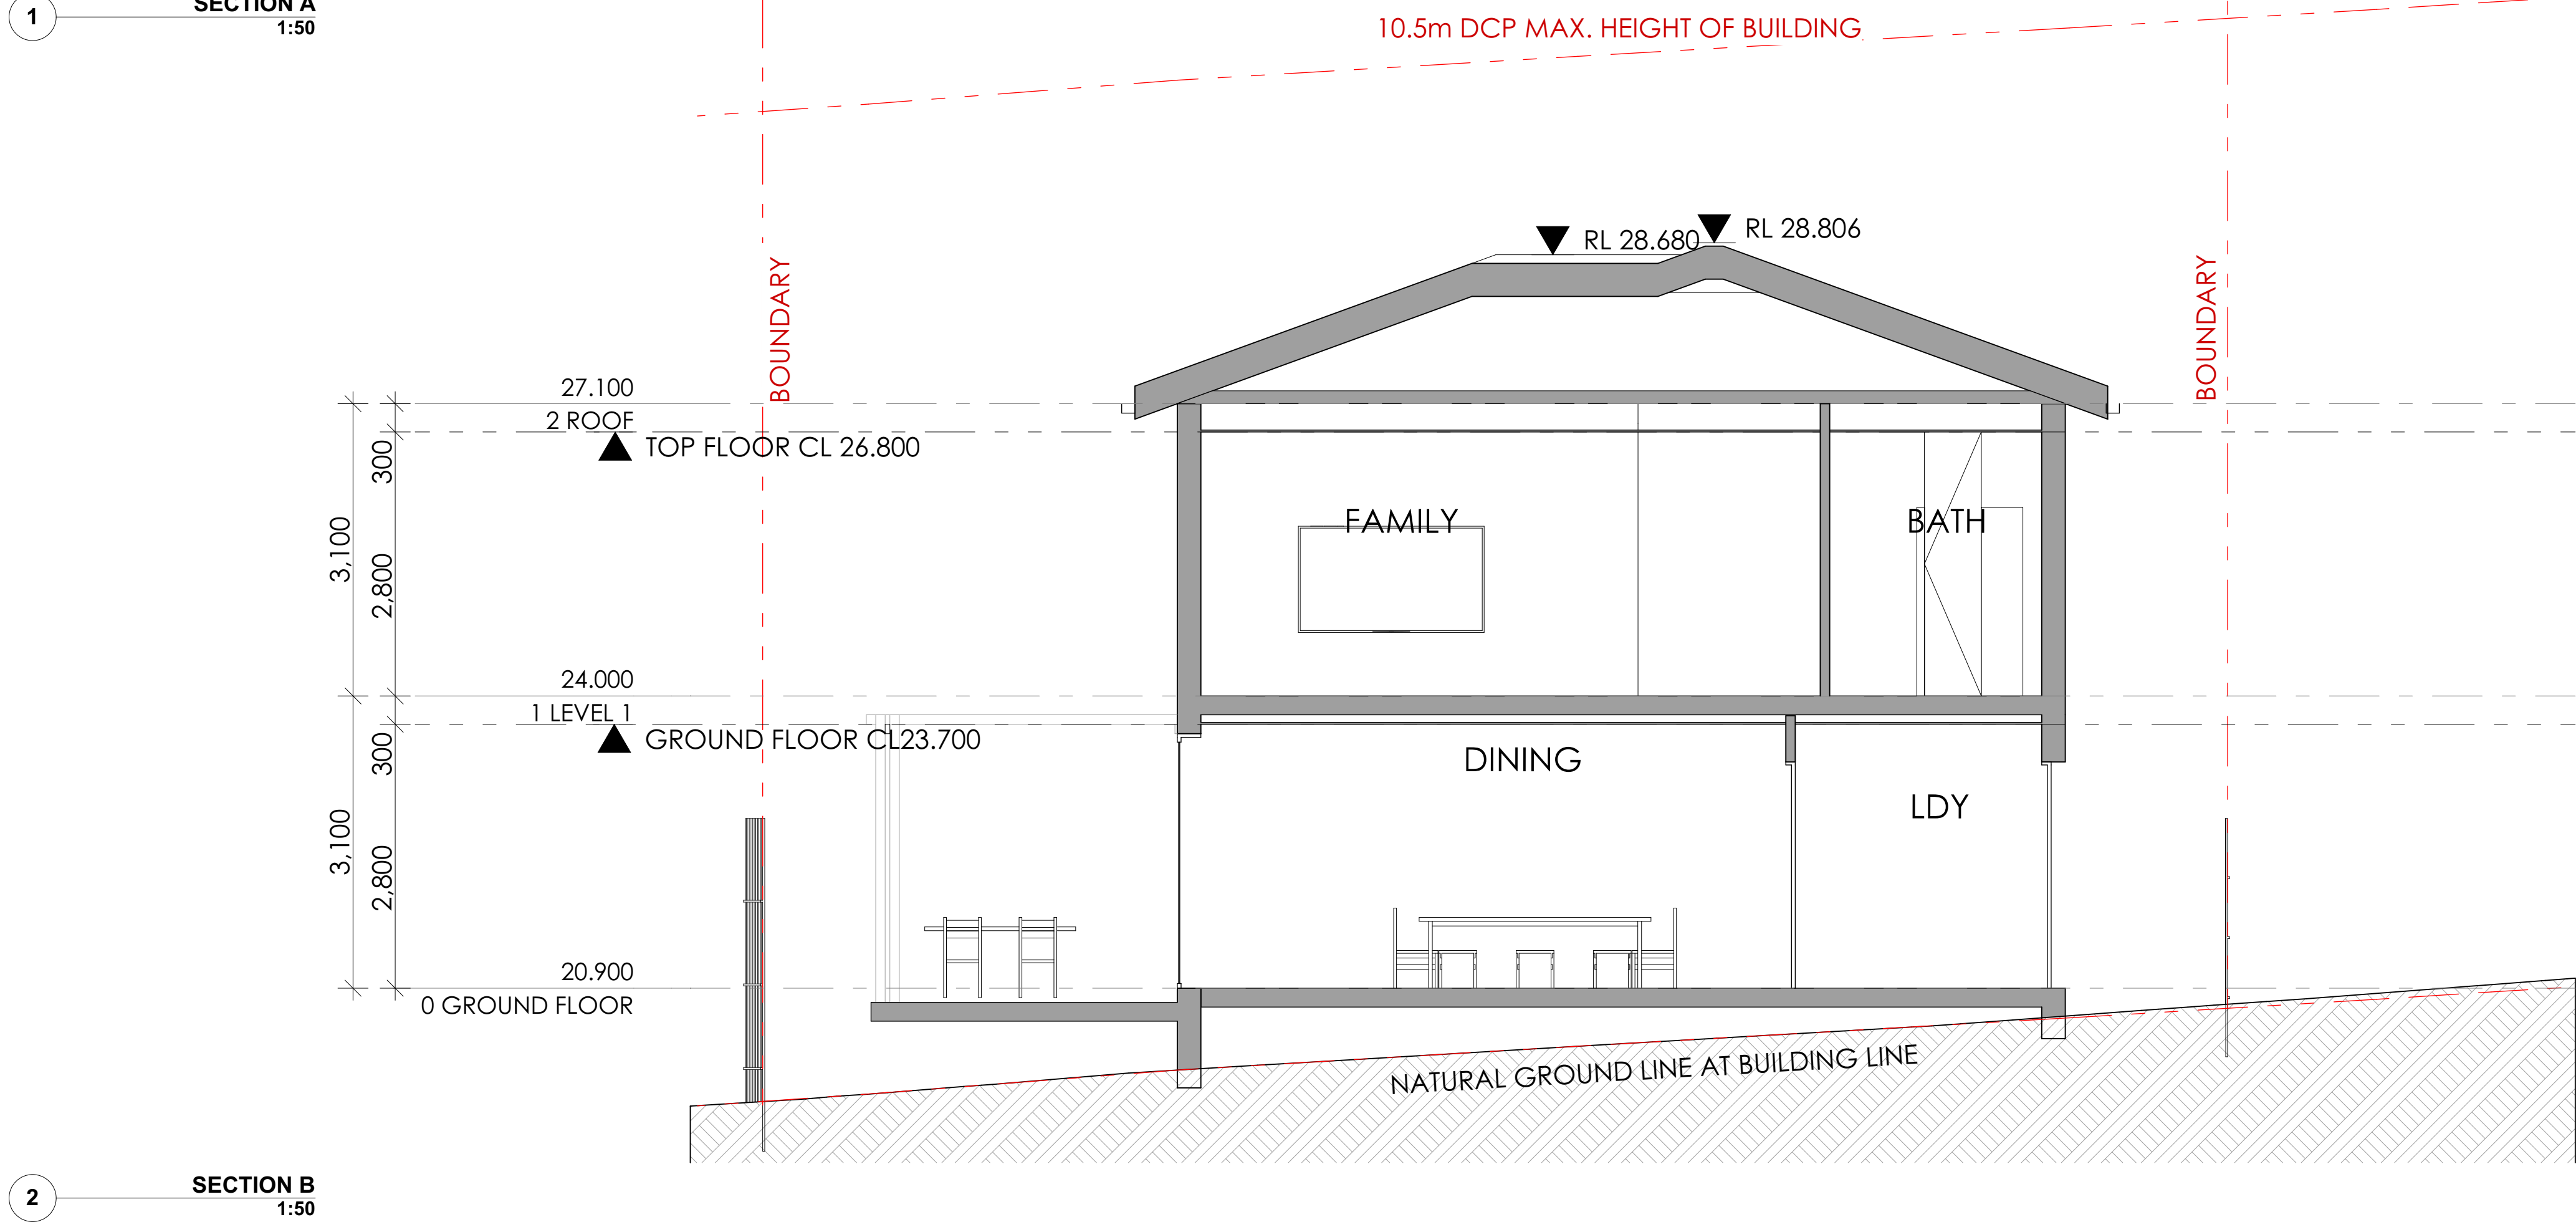 1
SECTION A
1:50
10.5m DCP MAX. HEIGHT OF BUILDING
RL 28.680
RL 28.806
BOUNDARY
BOUNDARY
27.100
2 ROOF
TOP FLOOR CL 26.800
300
3,100
2,800
FAMILY
BATH
24.000
1 LEVEL 1
GROUND FLOOR CL23.700
300
3,100
2,800
DINING
LDY
20.900
0 GROUND FLOOR
NATURAL GROUND LINE AT BUILDING LINE
2
SECTION B
1:50